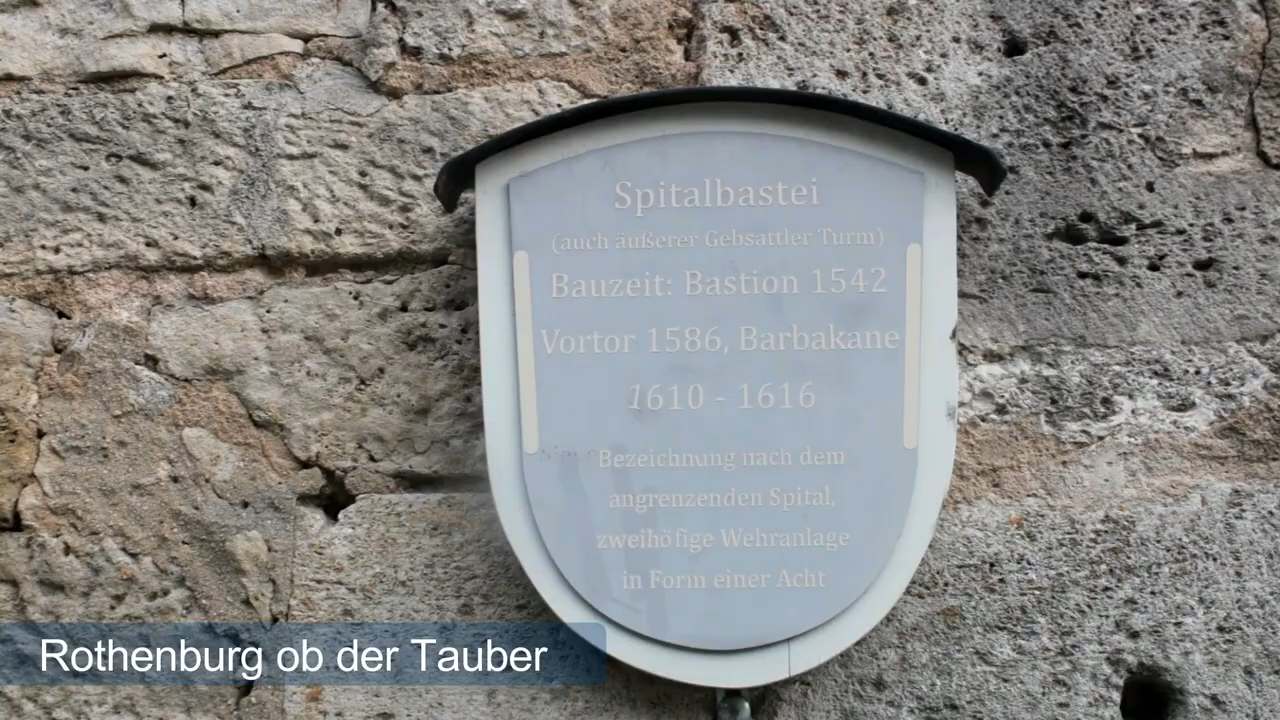 Spitalbastei
(auch äußerer Gebsattler Turm)
Bauzeit: Bastion 1542
Vortor 1586, Barbakane
1610 - 1616
Bezeichnung nach dem
angrenzenden Spital,
zweihöfige Wehranlage
in Form einer Acht
Rothenburg ob der Tauber